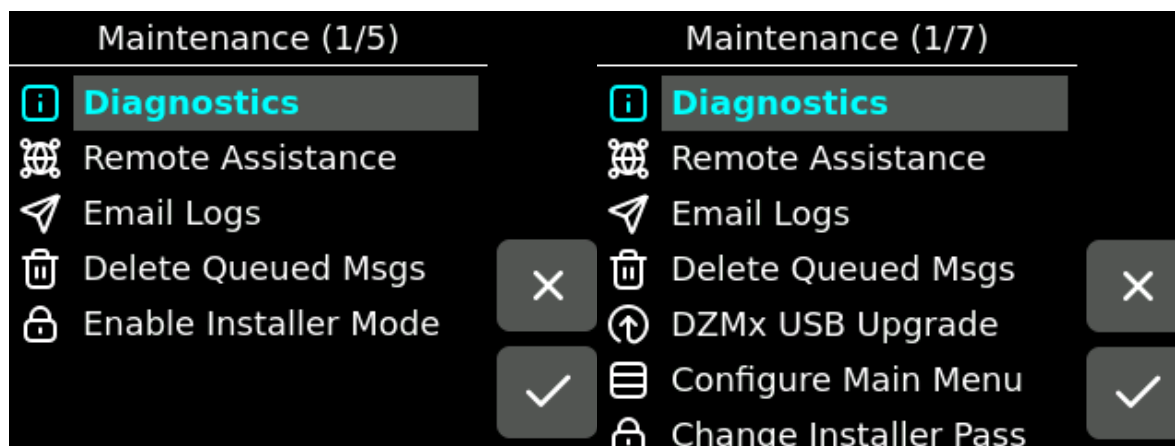 Maintenance (1/5)
Diagnostics
Remote Assistance
Email Logs
Delete Queued Msgs
Enable Installer Mode
Maintenance (1/7)
Diagnostics
Remote Assistance
Email Logs
Delete Queued Msgs
DZMx USB Upgrade
Configure Main Menu
Change Installer Pass